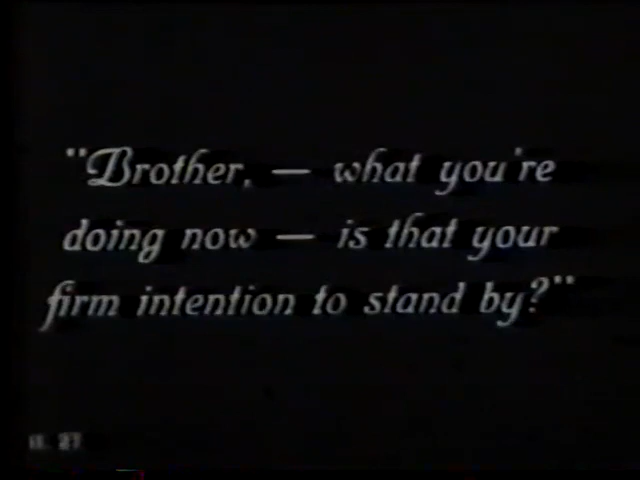 "Brother, — what you're
doing now — is that your
firm intention to stand by?"